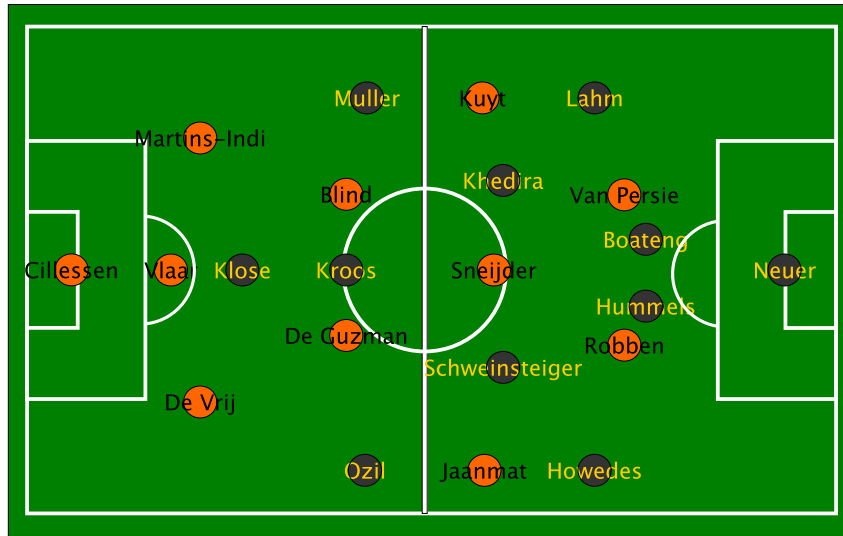 Muller
Kuyt
Lahm
Martins-Indi
Khedira
Blind
Van Persie
Boateng
Cillessen
Vlaar
Klose
Kroos
Sneijder
Neuer
Hummels
De Guzman
Robben
Schweinsteiger
De Vrij
Ozil
Jaanmat
Howedes